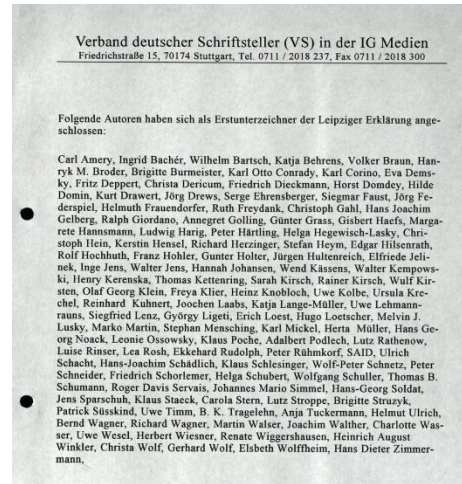 Verband deutscher Schriftsteller (VS) in der IG Medien
Friedrichstraße 15, 70174 Stuttgart, Tel. 0711 / 2018 237, Fax 0711 / 2018 300
Folgende Autoren haben sich als Erstunterzeichner der Leipziger Erklärung ange-
schlossen:
Carl Amery, Ingrid Bachér, Wilhelm Bartsch, Katja Behrens, Volker Braun, Han-
ryk M. Broder, Brigitte Burmeister, Karl Otto Conrady, Karl Corino, Eva Dems-
ky, Fritz Deppert, Christa Dericum, Friedrich Dieckmann, Horst Domdey, Hilde
Domin, Kurt Drawert, Jörg Drews, Serge Ehrensberger, Siegmar Faust, Jörg Fe-
derspiel, Helmuth Frauendorfer, Ruth Freydank, Christoph Gahl, Hans Joachim
Gelberg, Ralph Giordano, Annegret Golling, Günter Grass, Gisbert Haefs, Marga-
rete Hannsmann, Ludwig Harig, Peter Härtling, Helga Hegewisch-Lasky, Chri-
stoph Hein, Kerstin Hensel, Richard Herzinger, Stefan Heym, Edgar Hilsenrath,
Rolf Hochhuth, Franz Hohler, Gunter Holter, Jürgen Hultenreich, Elfriede Jeli-
nek, Inge Jens, Walter Jens, Hannah Johansen, Wend Kässens, Walter Kempows-
ki, Henry Kerenska, Thomas Kettenring, Sarah Kirsch, Rainer Kirsch, Wulf Kir-
sten, Olaf Georg Klein, Freya Klier, Heinz Knobloch, Uwe Kolbe, Ursula Kre-
chel, Reinhard Kuhnert, Joochen Laabs, Katja Lange-Müller, Uwe Lehmann-
rauns, Siegfried Lenz, György Ligeti, Erich Loest, Hugo Loetscher, Melvin J.
Lusky, Marko Martin, Stephan Mensching, Karl Mickel, Herta Müller, Hans Ge-
org Noack, Leonie Ossowsky, Klaus Poche, Adalbert Podlech, Lutz Rathenow,
Luise Rinser, Lea Rosh, Ekkehard Rudolph, Peter Rühmkorf, SAID, Ulrich
Schacht, Hans-Joachim Schädlich, Klaus Schlesinger, Wolf-Peter Schnetz, Peter
Schneider, Friedrich Schorlemer, Helga Schubert, Wolfgang Schuller, Thomas B.
Schumann, Roger Davis Servais, Johannes Mario Simmel, Hans-Georg Soldat,
Jens Sparschuh, Klaus Staeck, Carola Stern, Lutz Stroppe, Brigitte Struzyk,
Patrick Süsskind, Uwe Timm, B. K. Tragelehn, Anja Tuckermann, Helmut Ulrich,
Bernd Wagner, Richard Wagner, Martin Walser, Joachim Walther, Charlotte Was-
ser, Uwe Wesel, Herbert Wiesner, Renate Wiggershausen, Heinrich August
Winkler, Christa Wolf, Gerhard Wolf, Elsbeth Wolffheim, Hans Dieter Zimmer-
mann,